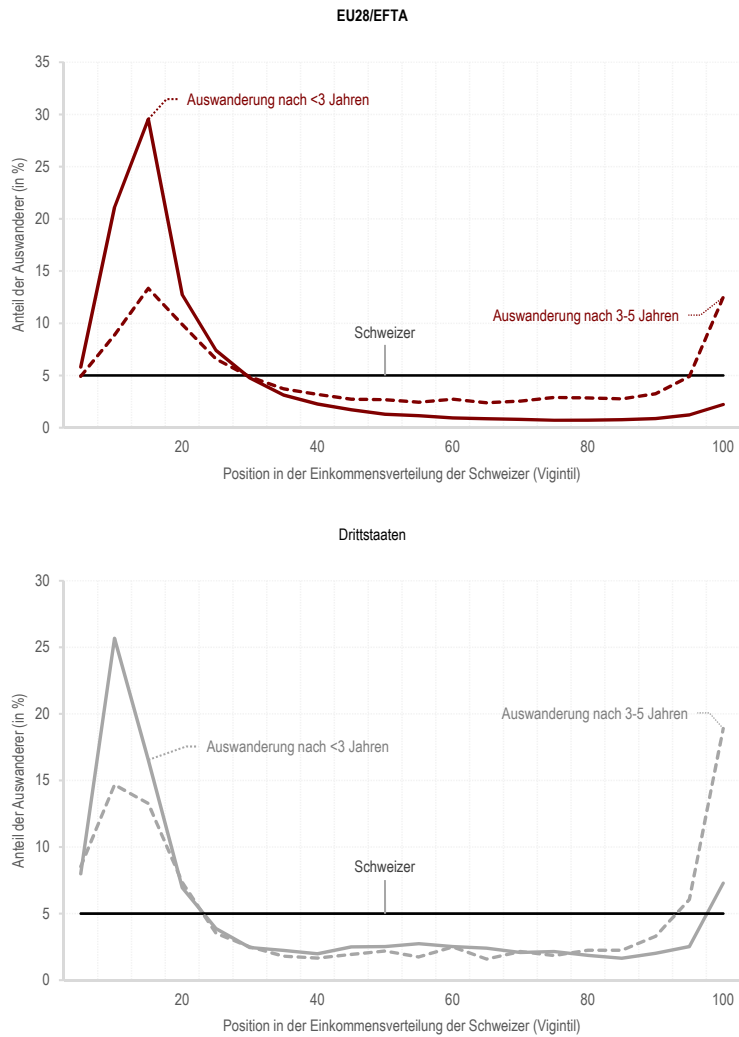 EU28/EFTA
35
30
25
20
15
10
5
0
Anteil der Auswanderer (in %)
Auswanderung nach <3 Jahren
Auswanderung nach 3-5 Jahren
Schweizer
20
40
60
80
100
Position in der Einkommensverteilung der Schweizer (Vigintil)
Drittstaaten
30
25
20
15
10
5
0
Anteil der Auswanderer (in %)
Auswanderung nach 3-5 Jahren
Auswanderung nach <3 Jahren
Schweizer
20
40
60
80
100
Position in der Einkommensverteilung der Schweizer (Vigintil)